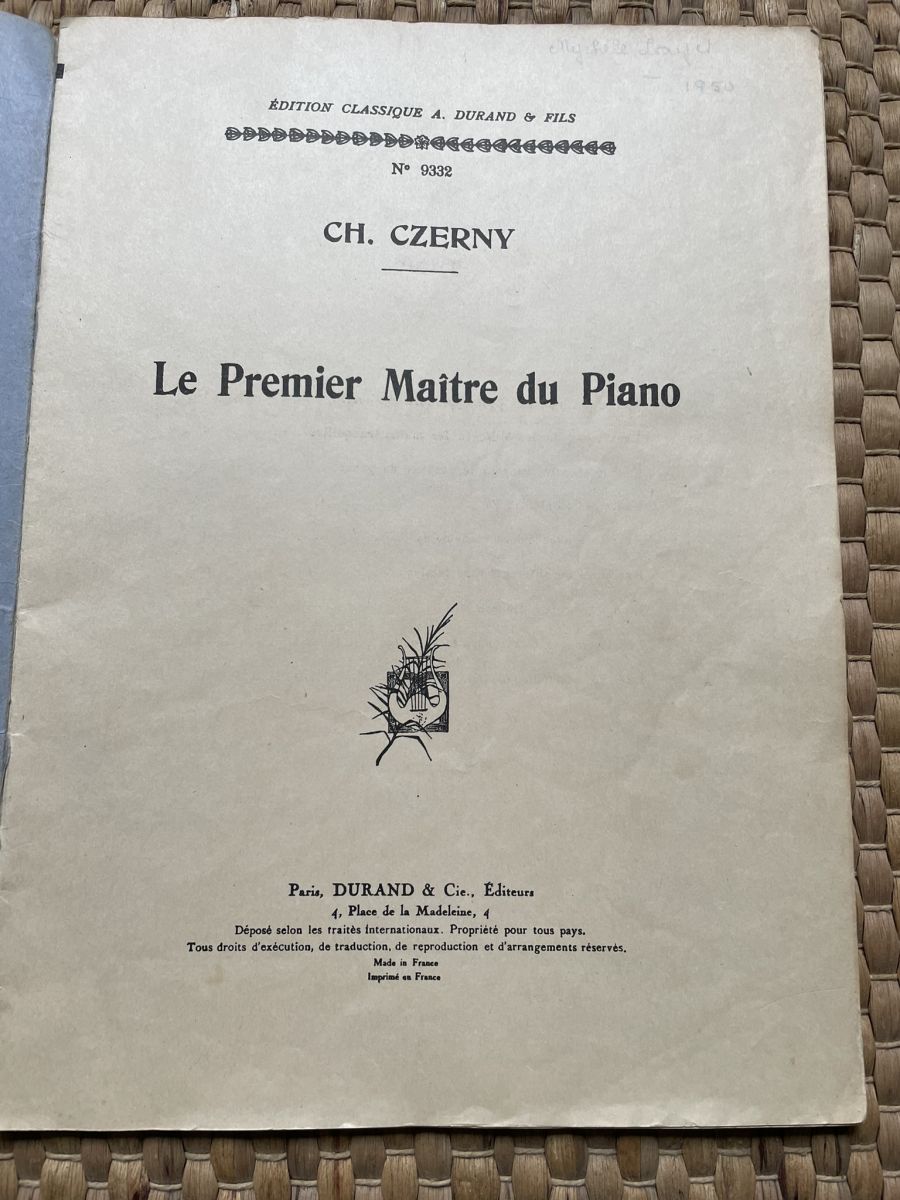 ÉDITION CLASSIQUE A. DURAND & FILS
Nº 9332
CH. CZERNY
Le Premier Maître du Piano
Paris, DURAND & Cie., Éditeurs
4, Place de la Madeleine, 4
Déposé selon les traités internationaux. Propriété pour tous pays.
Tous droits d'exécution, de traduction, de reproduction et d'arrangements réservés.
Made in France
Imprimé en France